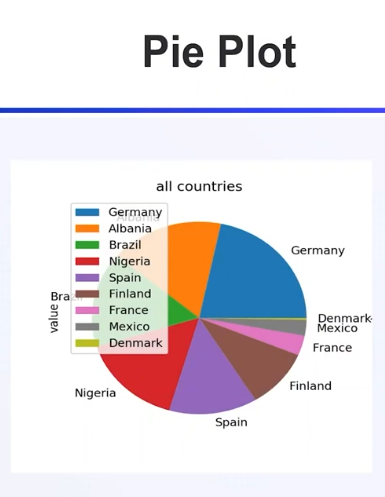 Pie Plot
all countries
Germany
Albania
Brazil
Nigeria
Spain
Finland
France
Mexico
Denmark
Albania
Germany
value
Denmark
Mexico
France
Finland
Nigeria
Spain